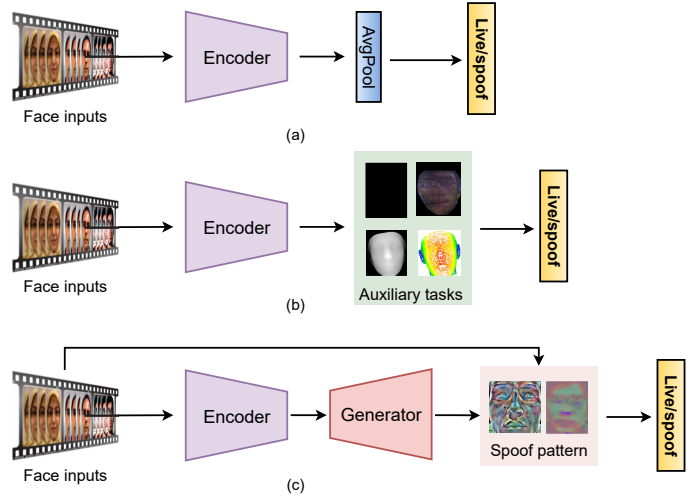 Face inputs
Encoder
AvgPool
Live/spoof
(a)
Face inputs
Encoder
Auxiliary tasks
Live/spoof
(b)
Face inputs
Encoder
Generator
Spoof pattern
Live/spoof
(c)